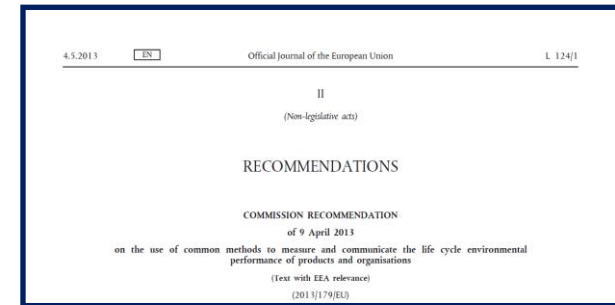 4.5.2013 EN Official Journal of the European Union L 124/1
II
(Non-legislative acts)
RECOMMENDATIONS
COMMISSION RECOMMENDATION
of 9 April 2013
on the use of common methods to measure and communicate the life cycle environmental
performance of products and organisations
(Text with EEA relevance)
(2013/179/EU)